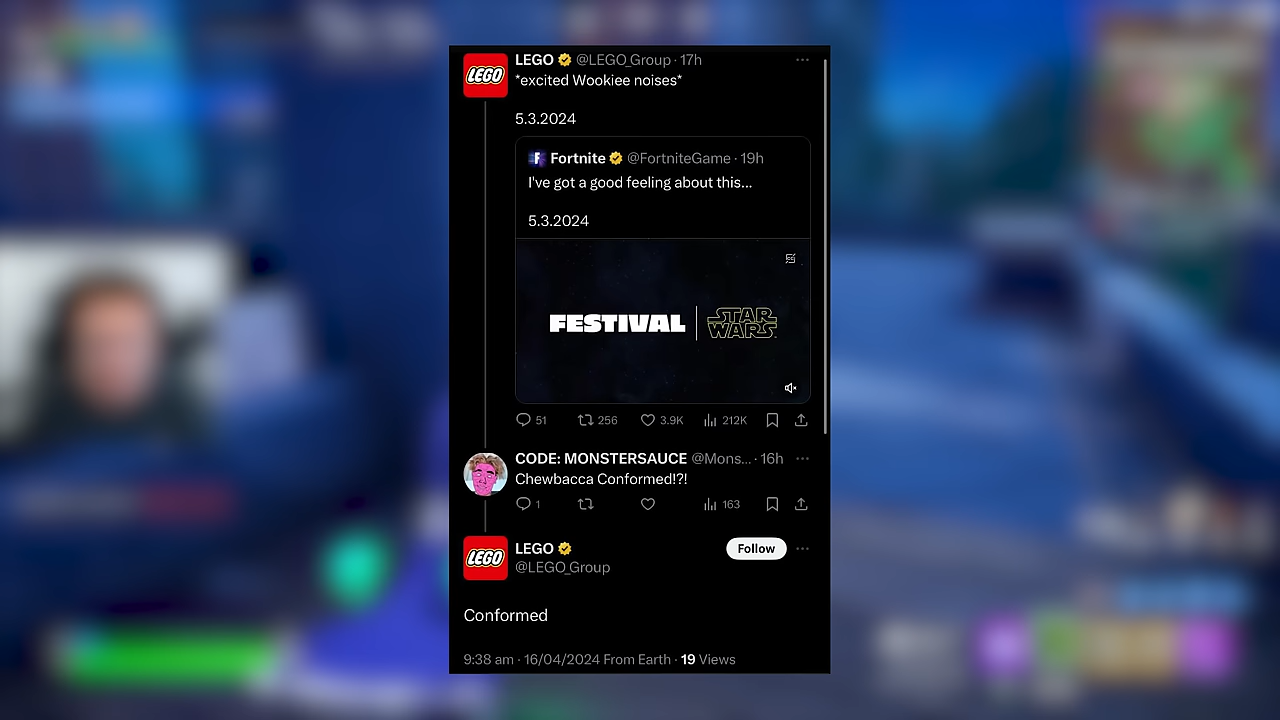 LEGO @LEGO_Group · 17h
LEGO
*excited Wookiee noises*
5.3.2024
Fortnite @FortniteGame · 19h
I've got a good feeling about this...
5.3.2024
FESTIVAL | STAR WARS
51 256 3.9K 212K
CODE: MONSTERSAUCE @Mons... · 16h
Chewbacca Conformed!?!
1 163
LEGO
LEGO Follow
@LEGO_Group
Conformed
9:38 am · 16/04/2024 From Earth · 19 Views